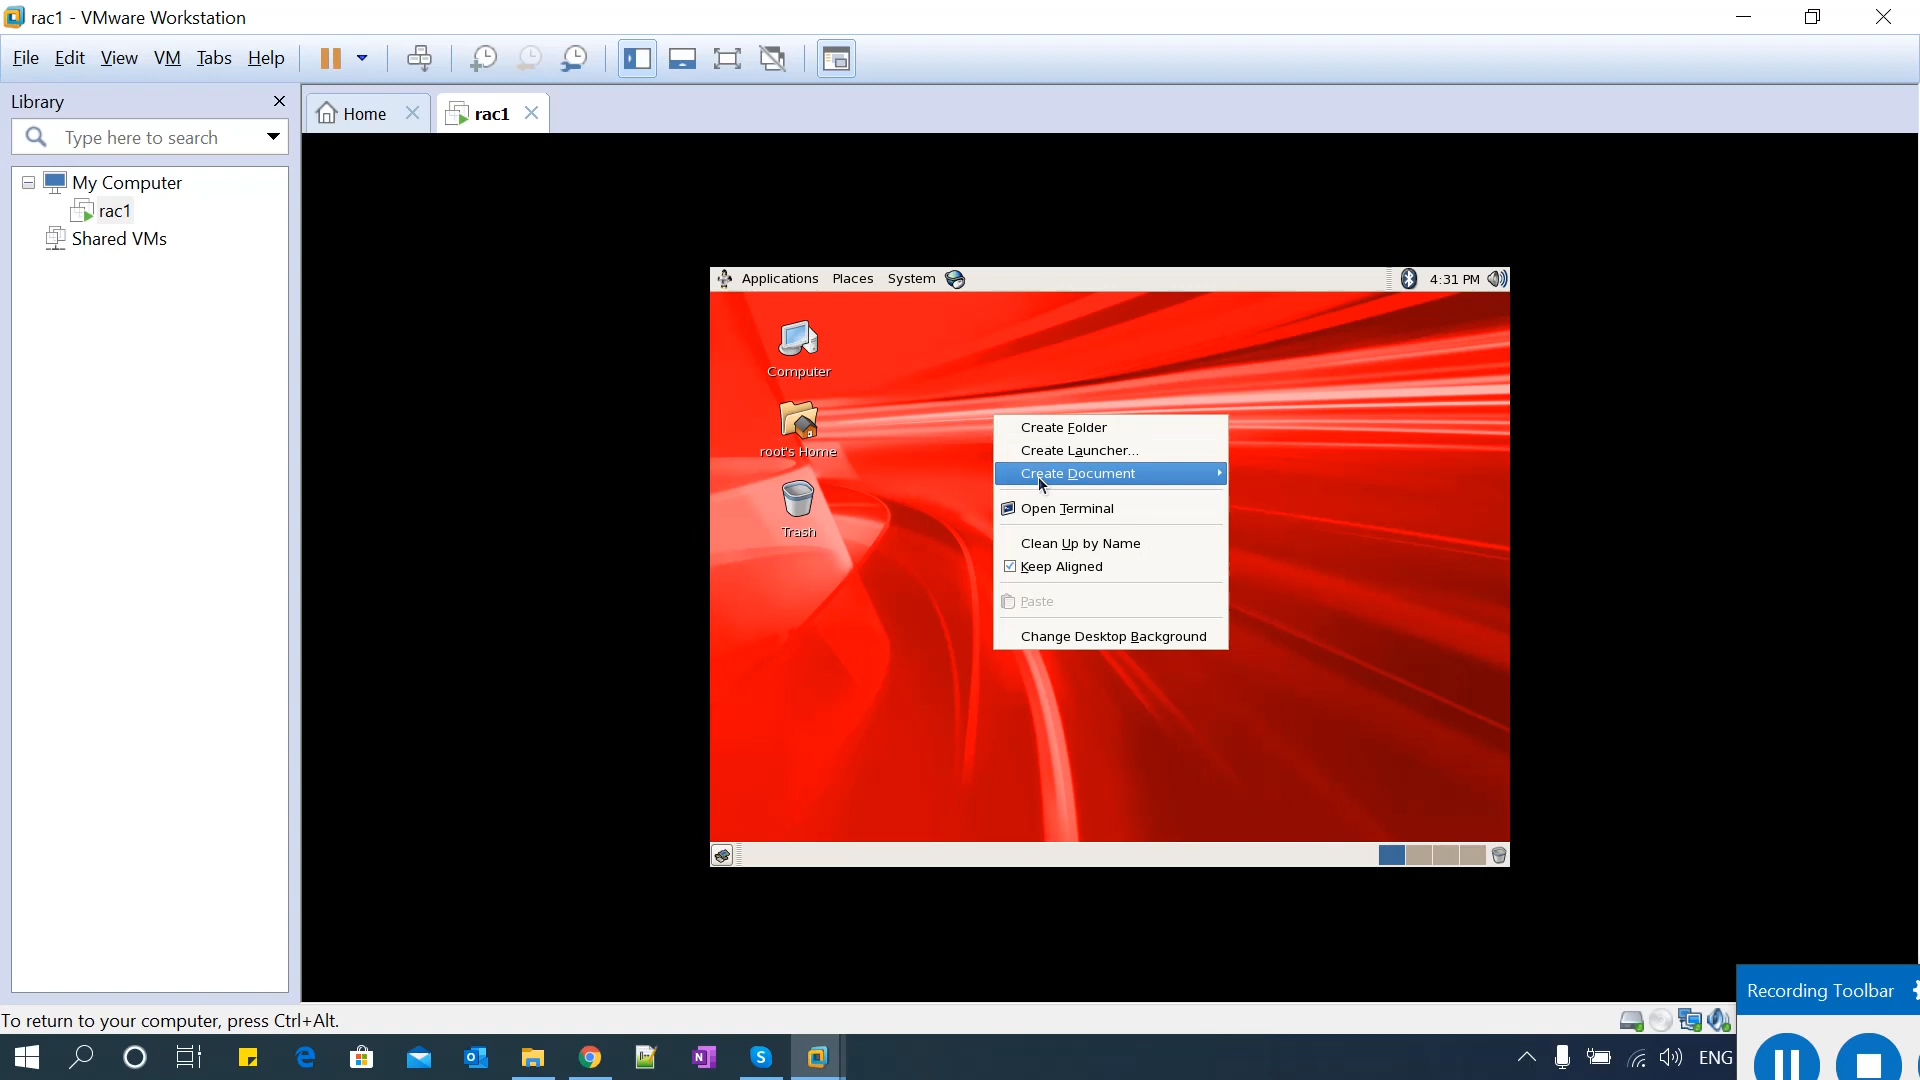 rac1 - VMware Workstation
File Edit View VM Tabs Help
Library
Home
rac1
Type here to search
My Computer
rac1
Shared VMs
Applications Places System
4:31 PM
Computer
root's Home
Trash
Create Folder
Create Launcher...
Create Document
Open Terminal
Clean Up by Name
Keep Aligned
Paste
Change Desktop Background
Recording Toolbar
To return to your computer, press Ctrl+Alt.
ENG